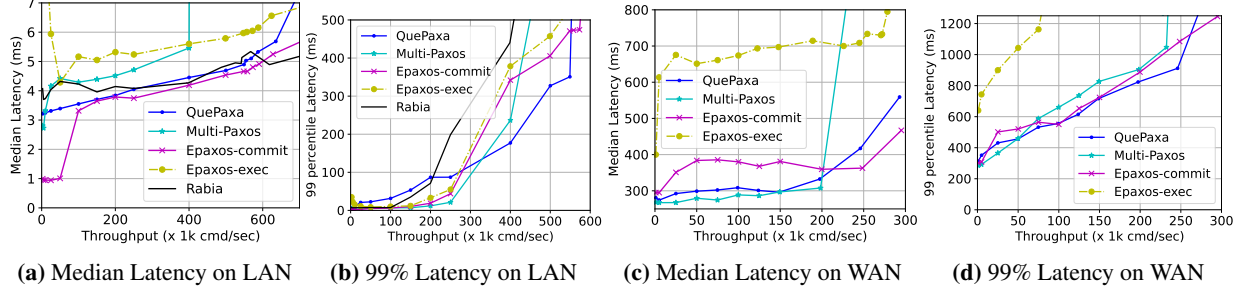 7
6
5
4
3
2
1
0
Median Latency (ms)
0 200 400 600
Throughput (x 1k cmd/sec)
QuePaxa
Multi-Paxos
Epaxos-commit
Epaxos-exec
Rabia
(a) Median Latency on LAN
500
400
300
200
100
0
99 percentile Latency (ms)
0 100 200 300 400 500 600
Throughput (x 1k cmd/sec)
QuePaxa
Multi-Paxos
Epaxos-commit
Epaxos-exec
Rabia
(b) 99% Latency on LAN
800
700
600
500
400
300
Median Latency (ms)
0 50 100 150 200 250 300
Throughput (x 1k cmd/sec)
QuePaxa
Multi-Paxos
Epaxos-commit
Epaxos-exec
(c) Median Latency on WAN
1200
1000
800
600
400
200
0
99 percentile Latency (ms)
0 50 100 150 200 250 300
Throughput (x 1k cmd/sec)
QuePaxa
Multi-Paxos
Epaxos-commit
Epaxos-exec
(d) 99% Latency on WAN